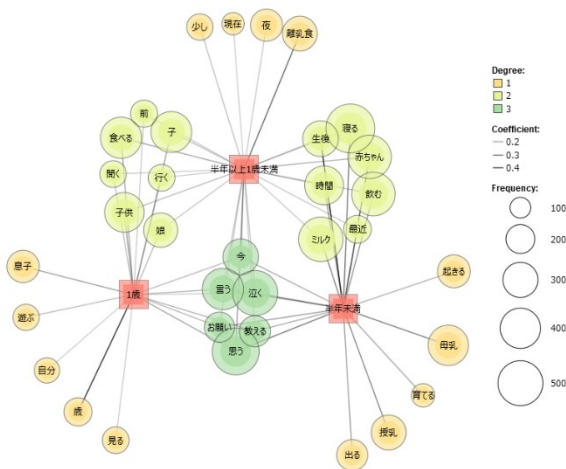 少し
現在
夜
離乳食
前
子
食べる
聞く
行く
子供
娘
半年以上1歳未満
生後
寝る
赤ちゃん
時間
飲む
ミルク
最近
今
言う
泣く
お願い
教える
思う
息子
1歳
遊ぶ
自分
歳
見る
半年未満
起きる
母乳
育てる
授乳
出る
Degree:
1
2
3
Coefficient:
0.2
0.3
0.4
Frequency:
100
200
300
400
500